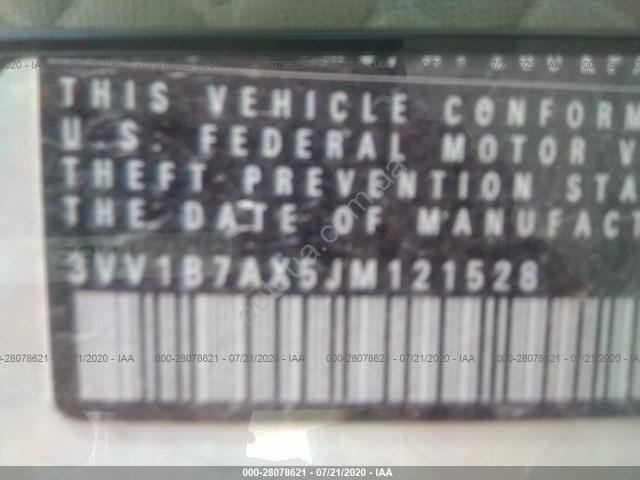 THIS VEHICLE CONFORM
U.S. FEDERAL MOTOR V
THEFT PREVENTION STA
THE DATE OF MANUFACT
3VV1B7AX5JM121528
000-28078621 - 07/21/2020 - IAA